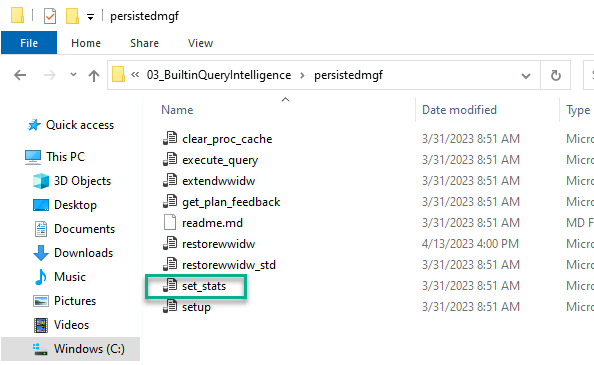 persistedmgf
File Home Share View
« 03_BuiltinQueryIntelligence > persistedmgf
Name Date modified Type
Quick access
This PC
3D Objects
Desktop
Documents
Downloads
Music
Pictures
Videos
Windows (C:)
clear_proc_cache 3/31/2023 8:51 AM Micro
execute_query 3/31/2023 8:51 AM Micro
extendwwidw 3/31/2023 8:51 AM Micro
get_plan_feedback 3/31/2023 8:51 AM Micro
readme.md 3/31/2023 8:51 AM MD F
restorewwidw 4/13/2023 4:00 PM Micro
restorewwidw_std 3/31/2023 8:51 AM Micro
set_stats 3/31/2023 8:51 AM Micro
setup 3/31/2023 8:51 AM Micro